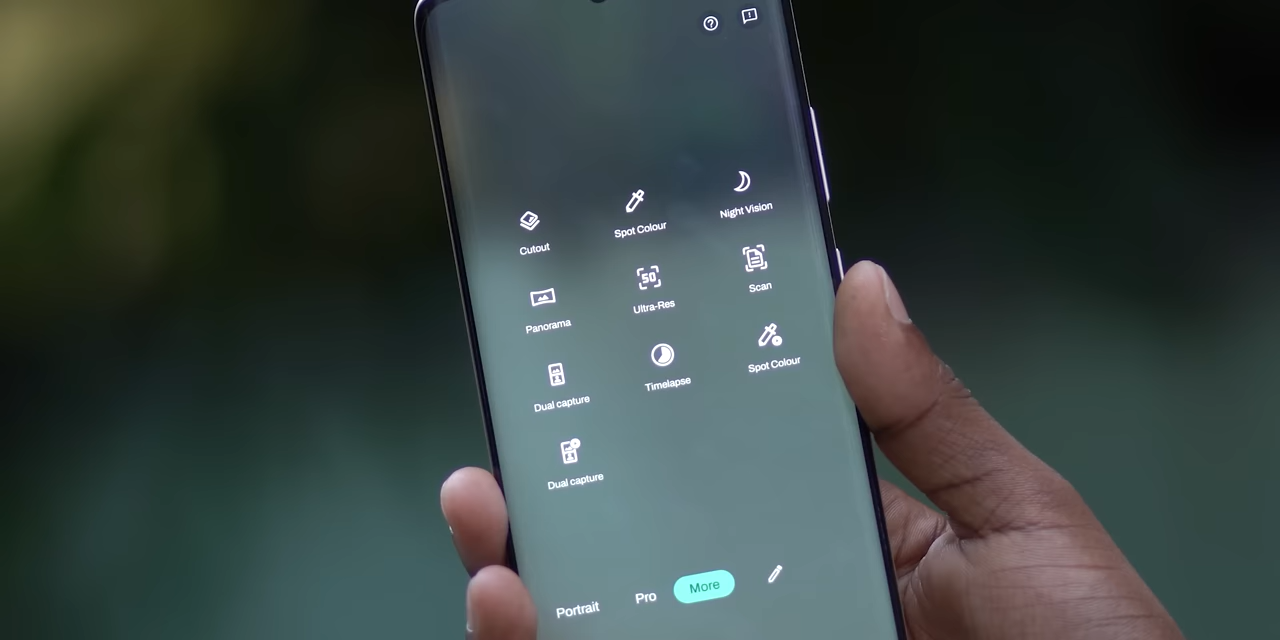 Cutout
Spot Colour
Night Vision
Panorama
50
Ultra-Res
Scan
Dual capture
Timelapse
Spot Colour
Dual capture
Portrait
Pro
More